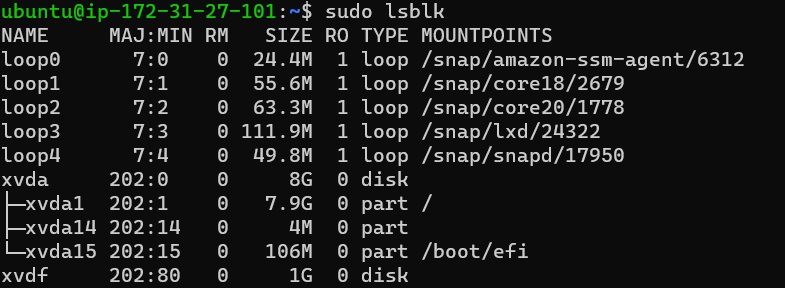 ubuntu@ip-172-31-27-101:~$ sudo lsblk
NAME     MAJ:MIN RM   SIZE RO TYPE MOUNTPOINTS
loop0      7:0    0  24.4M  1 loop /snap/amazon-ssm-agent/6312
loop1      7:1    0  55.6M  1 loop /snap/core18/2679
loop2      7:2    0  63.3M  1 loop /snap/core20/1778
loop3      7:3    0 111.9M  1 loop /snap/lxd/24322
loop4      7:4    0  49.8M  1 loop /snap/snapd/17950
xvda     202:0    0     8G  0 disk
├─xvda1  202:1    0   7.9G  0 part /
├─xvda14 202:14   0     4M  0 part
└─xvda15 202:15   0   106M  0 part /boot/efi
xvdf     202:80   0     1G  0 disk